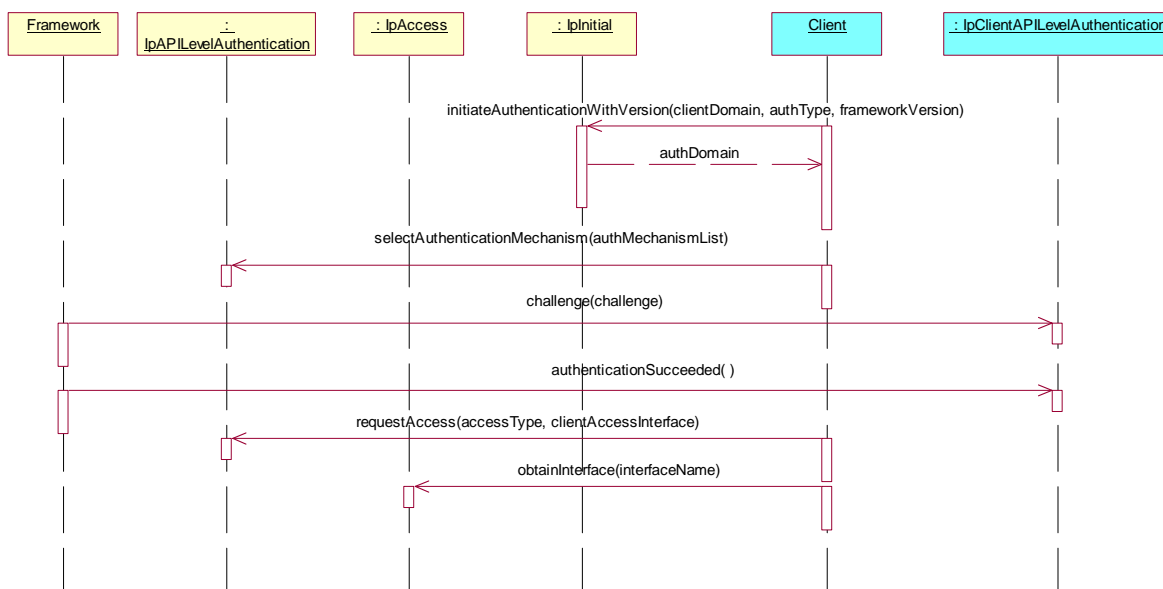 Framework
: IpAPILevelAuthentication
: IpAccess
: IpInitial
Client
: IpClientAPILevelAuthentication
initiateAuthenticationWithVersion(clientDomain, authType, frameworkVersion)
authDomain
selectAuthenticationMechanism(authMechanismList)
challenge(challenge)
authenticationSucceeded( )
requestAccess(accessType, clientAccessInterface)
obtainInterface(interfaceName)